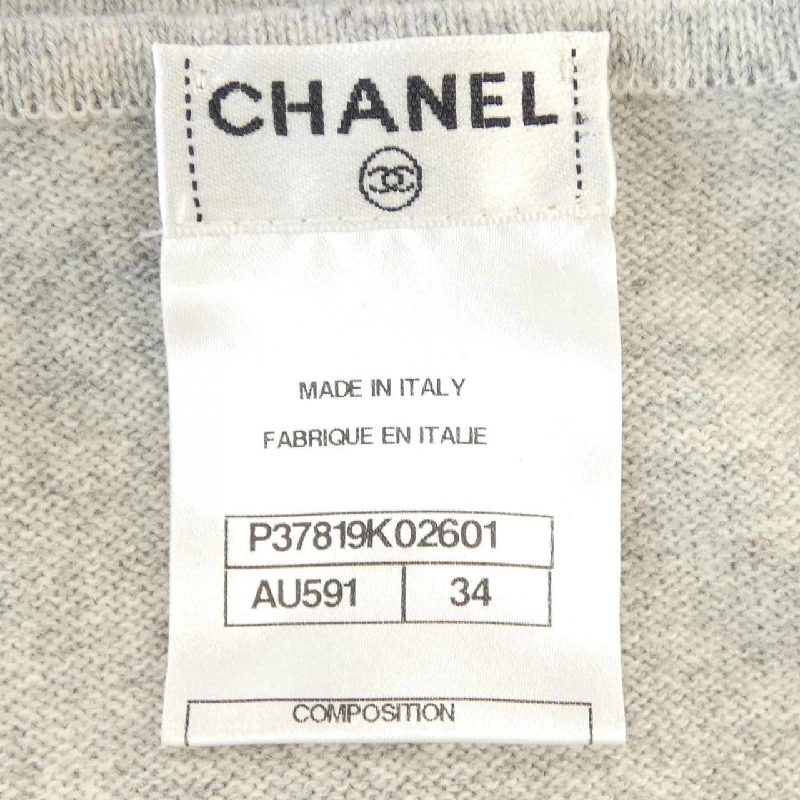 CHANEL
MADE IN ITALY
FABRIQUE EN ITALIE
P37819K02601
AU591 34
COMPOSITION